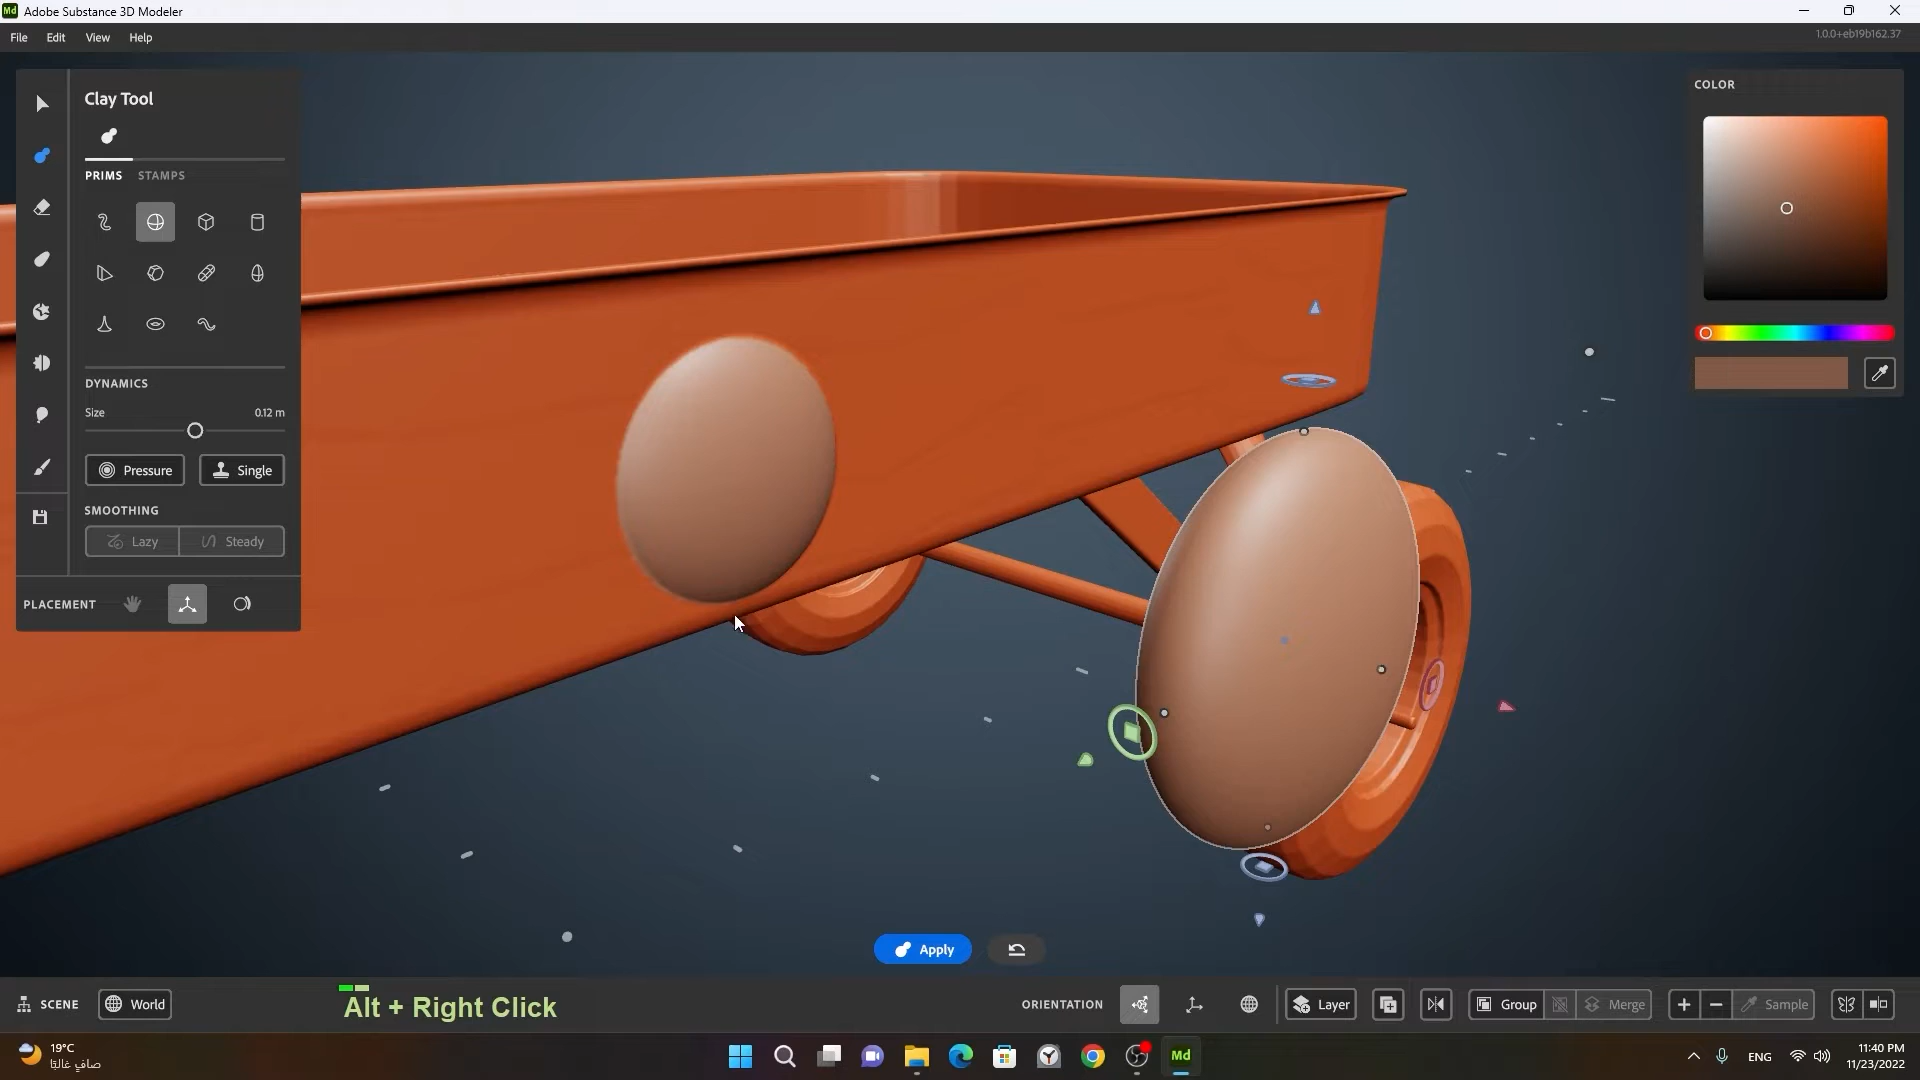 Adobe Substance 3D Modeler
File Edit View Help
1.0.0+eb19b162.37
Clay Tool
PRIMS STAMPS
DYNAMICS
Size 0.12 m
Pressure Single
SMOOTHING
Lazy Steady
PLACEMENT
COLOR
Apply
SCENE World
Alt + Right Click
ORIENTATION Layer Group Merge Sample
Md
19°C
صافٍ غالبًا
Md
ENG
11:40 PM
11/23/2022